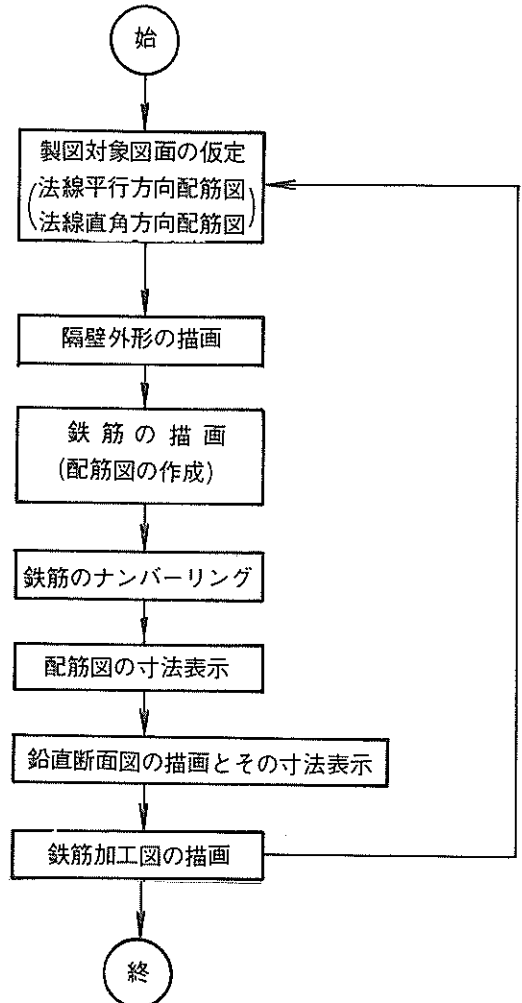 始
製図対象図面の仮定
(法線平行方向配筋図
法線直角方向配筋図)
隔壁外形の描画
鉄筋の描画
(配筋図の作成)
鉄筋のナンバーリング
配筋図の寸法表示
鉛直断面図の描画とその寸法表示
鉄筋加工図の描画
終